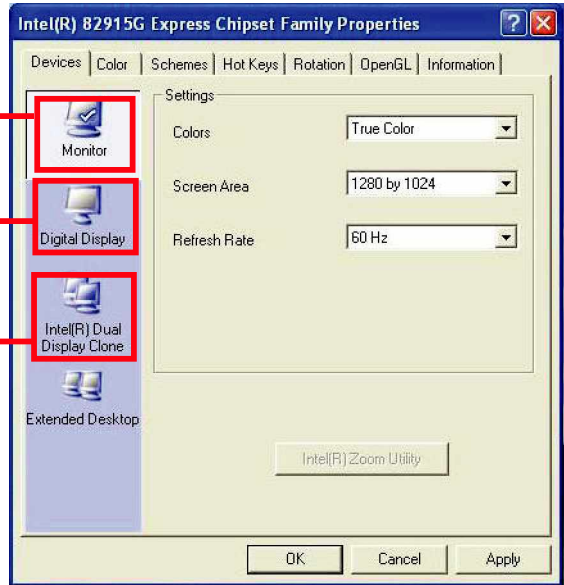 Intel(R) 82915G Express Chipset Family Properties
Devices Color Schemes Hot Keys Rotation OpenGL Information
Monitor
Digital Display
Intel(R) Dual
Display Clone
Extended Desktop
Settings
Colors True Color
Screen Area 1280 by 1024
Refresh Rate 60 Hz
Intel(R) Zoom Utility
OK Cancel Apply